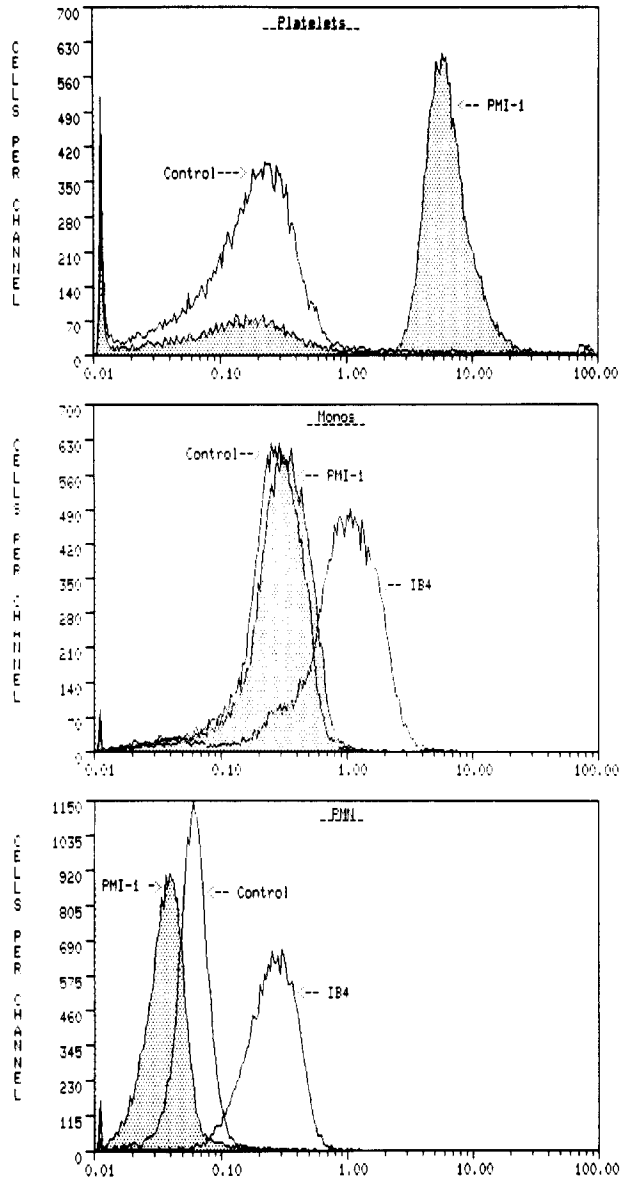 Platelets
CELLS PER CHANNEL
700
630
560
490
420
350
280
210
140
70
0
Control--->
<-- PMI-1
0.01 0.10 1.00 10.00 100.00
Monos
CELLS PER CHANNEL
700
630
560
490
420
350
280
210
140
70
0
Control-->
<-- PMI-1
-- IB4
0.01 0.10 1.00 10.00 100.00
PMN
CELLS PER CHANNEL
1150
1035
920
805
690
575
460
345
230
115
0
PMI-1 ->
<-- Control
<-- IB4
0.01 0.10 1.00 10.00 100.00